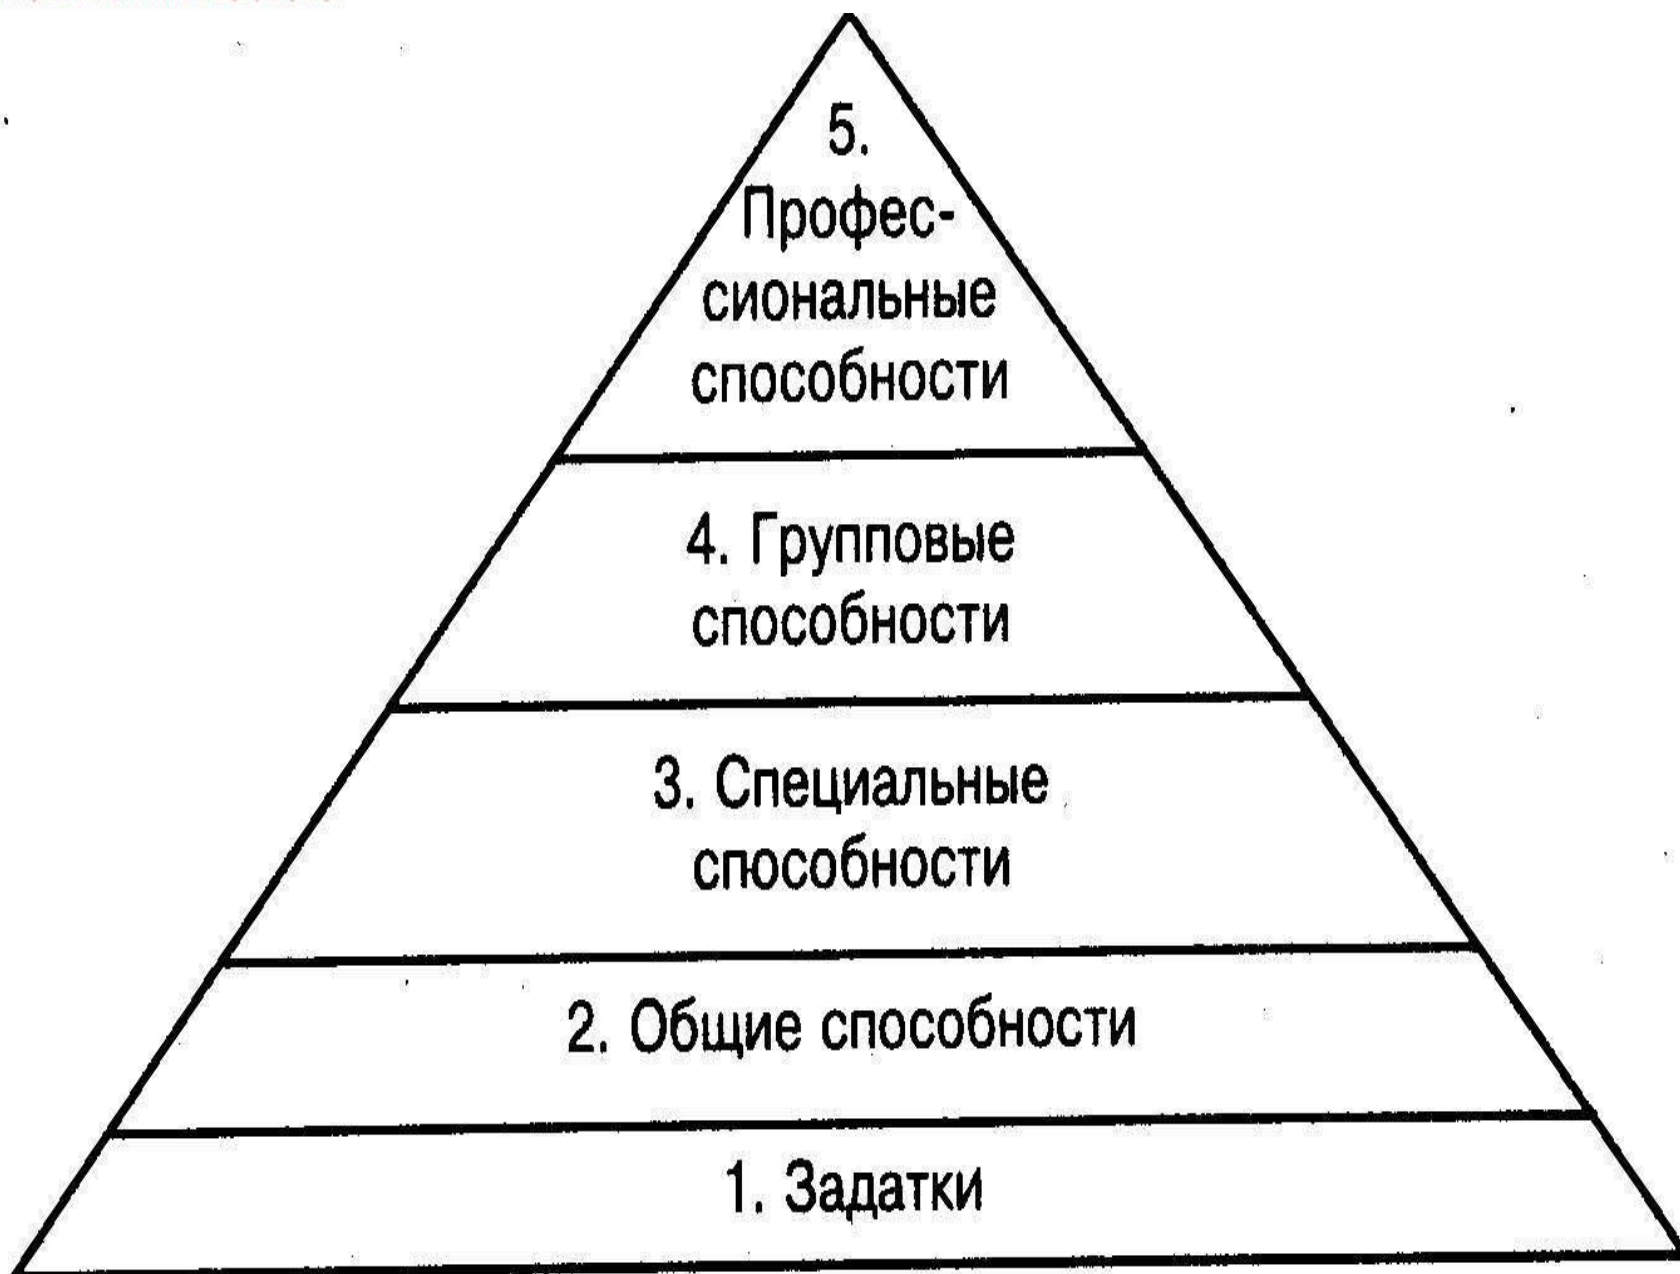 5.
Профес-
сиональные
способности
4. Групповые
способности
3. Специальные
способности
2. Общие способности
1. Задатки